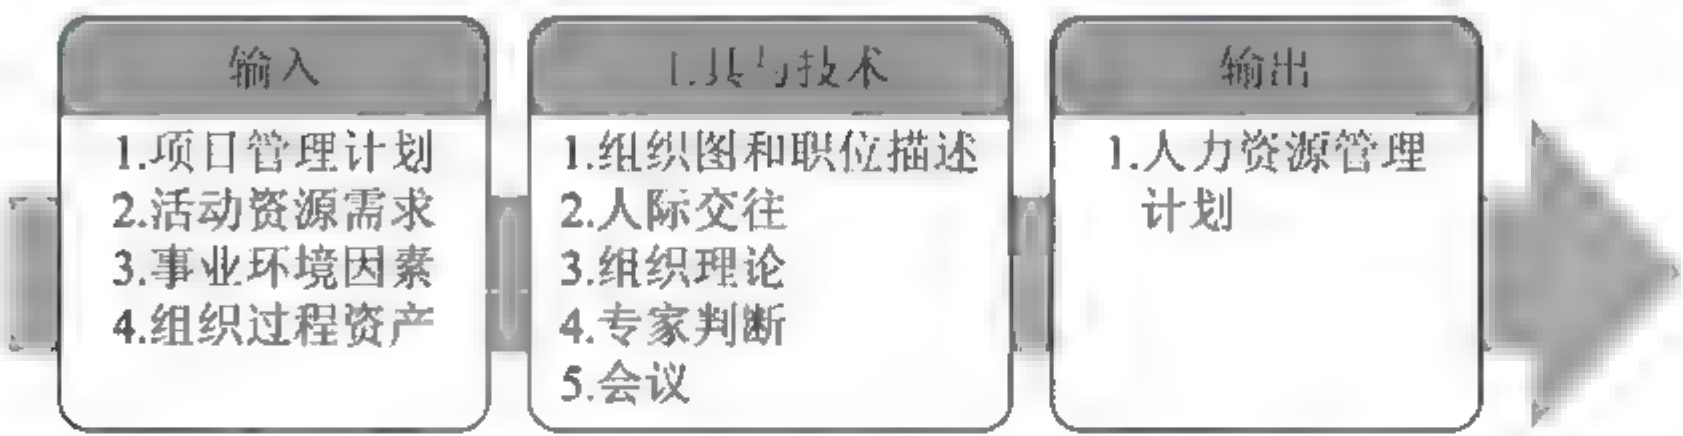 输入
1.项目管理计划
2.活动资源需求
3.事业环境因素
4.组织过程资产
工具与技术
1.组织图和职位描述
2.人际交往
3.组织理论
4.专家判断
5.会议
输出
1.人力资源管理
计划